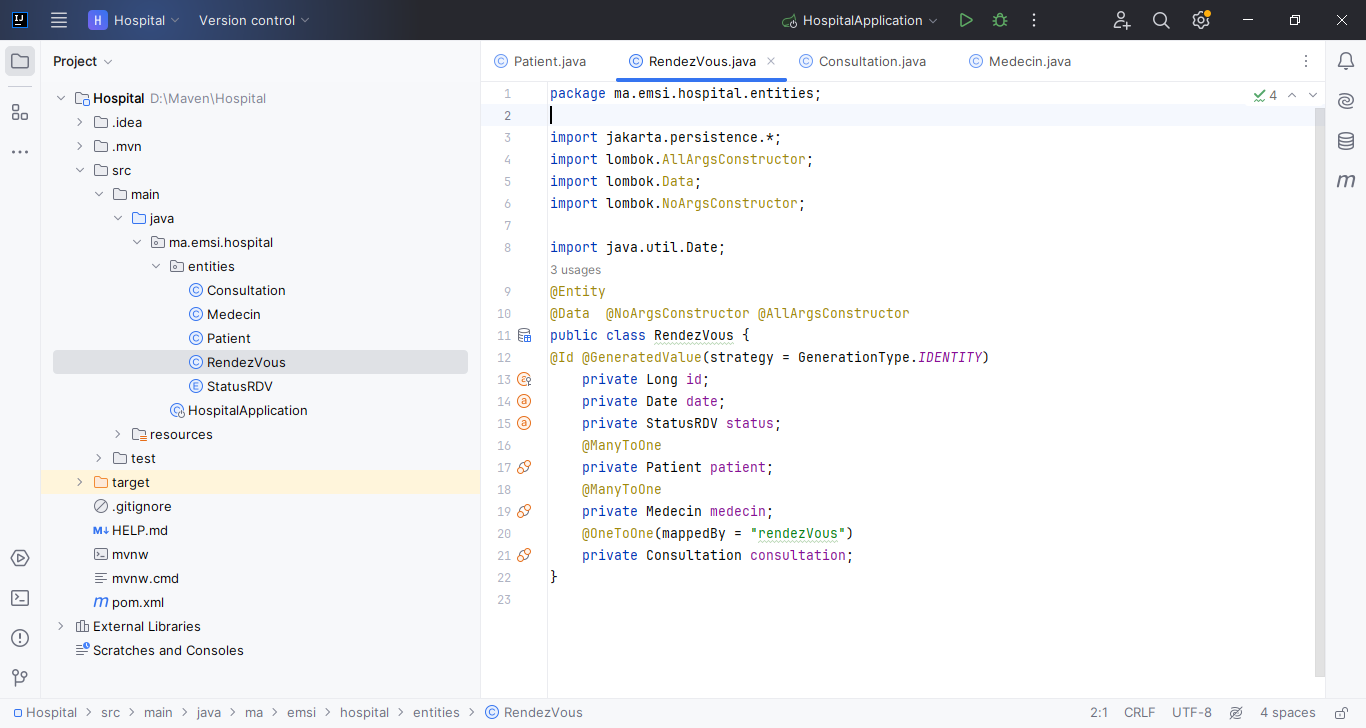 H Hospital Version control HospitalApplication
Project
Patient.java RendezVous.java Consultation.java Medecin.java
Hospital D:\Maven\Hospital
.idea
.mvn
src
main
java
ma.emsi.hospital
entities
Consultation
Medecin
Patient
RendezVous
StatusRDV
HospitalApplication
resources
test
target
.gitignore
HELP.md
mvnw
mvnw.cmd
pom.xml
External Libraries
Scratches and Consoles
4
1 package ma.emsi.hospital.entities;
2
3 import jakarta.persistence.*;
4 import lombok.AllArgsConstructor;
5 import lombok.Data;
6 import lombok.NoArgsConstructor;
7
8 import java.util.Date;
3 usages
9 @Entity
10 @Data  @NoArgsConstructor @AllArgsConstructor
11 public class RendezVous {
12 @Id @GeneratedValue(strategy = GenerationType.IDENTITY)
13     private Long id;
14     private Date date;
15     private StatusRDV status;
16     @ManyToOne
17     private Patient patient;
18     @ManyToOne
19     private Medecin medecin;
20     @OneToOne(mappedBy = "rendezVous")
21     private Consultation consultation;
22 }
23
Hospital > src > main > java > ma > emsi > hospital > entities > RendezVous
2:1 CRLF UTF-8 4 spaces